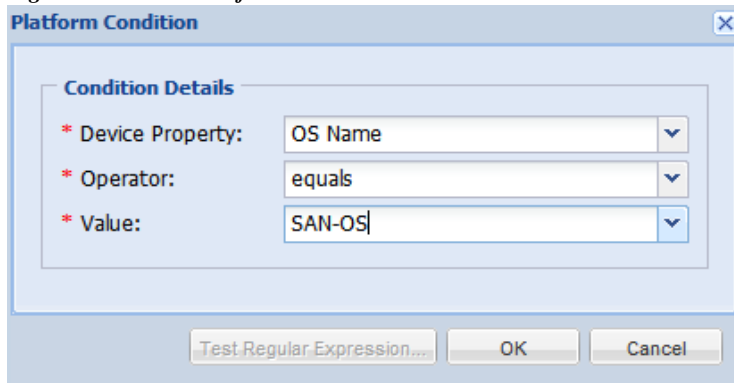 Platform Condition
Condition Details
* Device Property: OS Name
* Operator: equals
* Value: SAN-OS
Test Regular Expression... OK Cancel